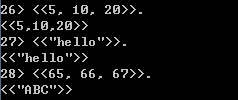 26> <<5, 10, 20>>.
<<5,10,20>>
27> <<"hello">>.
<<"hello">>
28> <<65, 66, 67>>.
<<"ABC">>